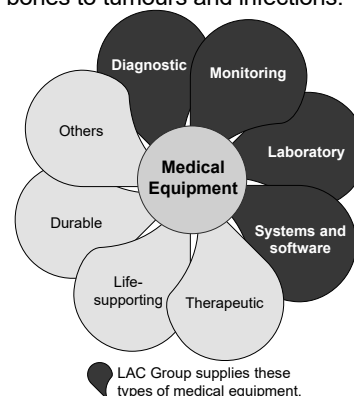 bones to tumours and infections.
Diagnostic
Monitoring
Laboratory
Systems and
software
Therapeutic
Life-
supporting
Durable
Others
Medical
Equipment
LAC Group supplies these
types of medical equipment.